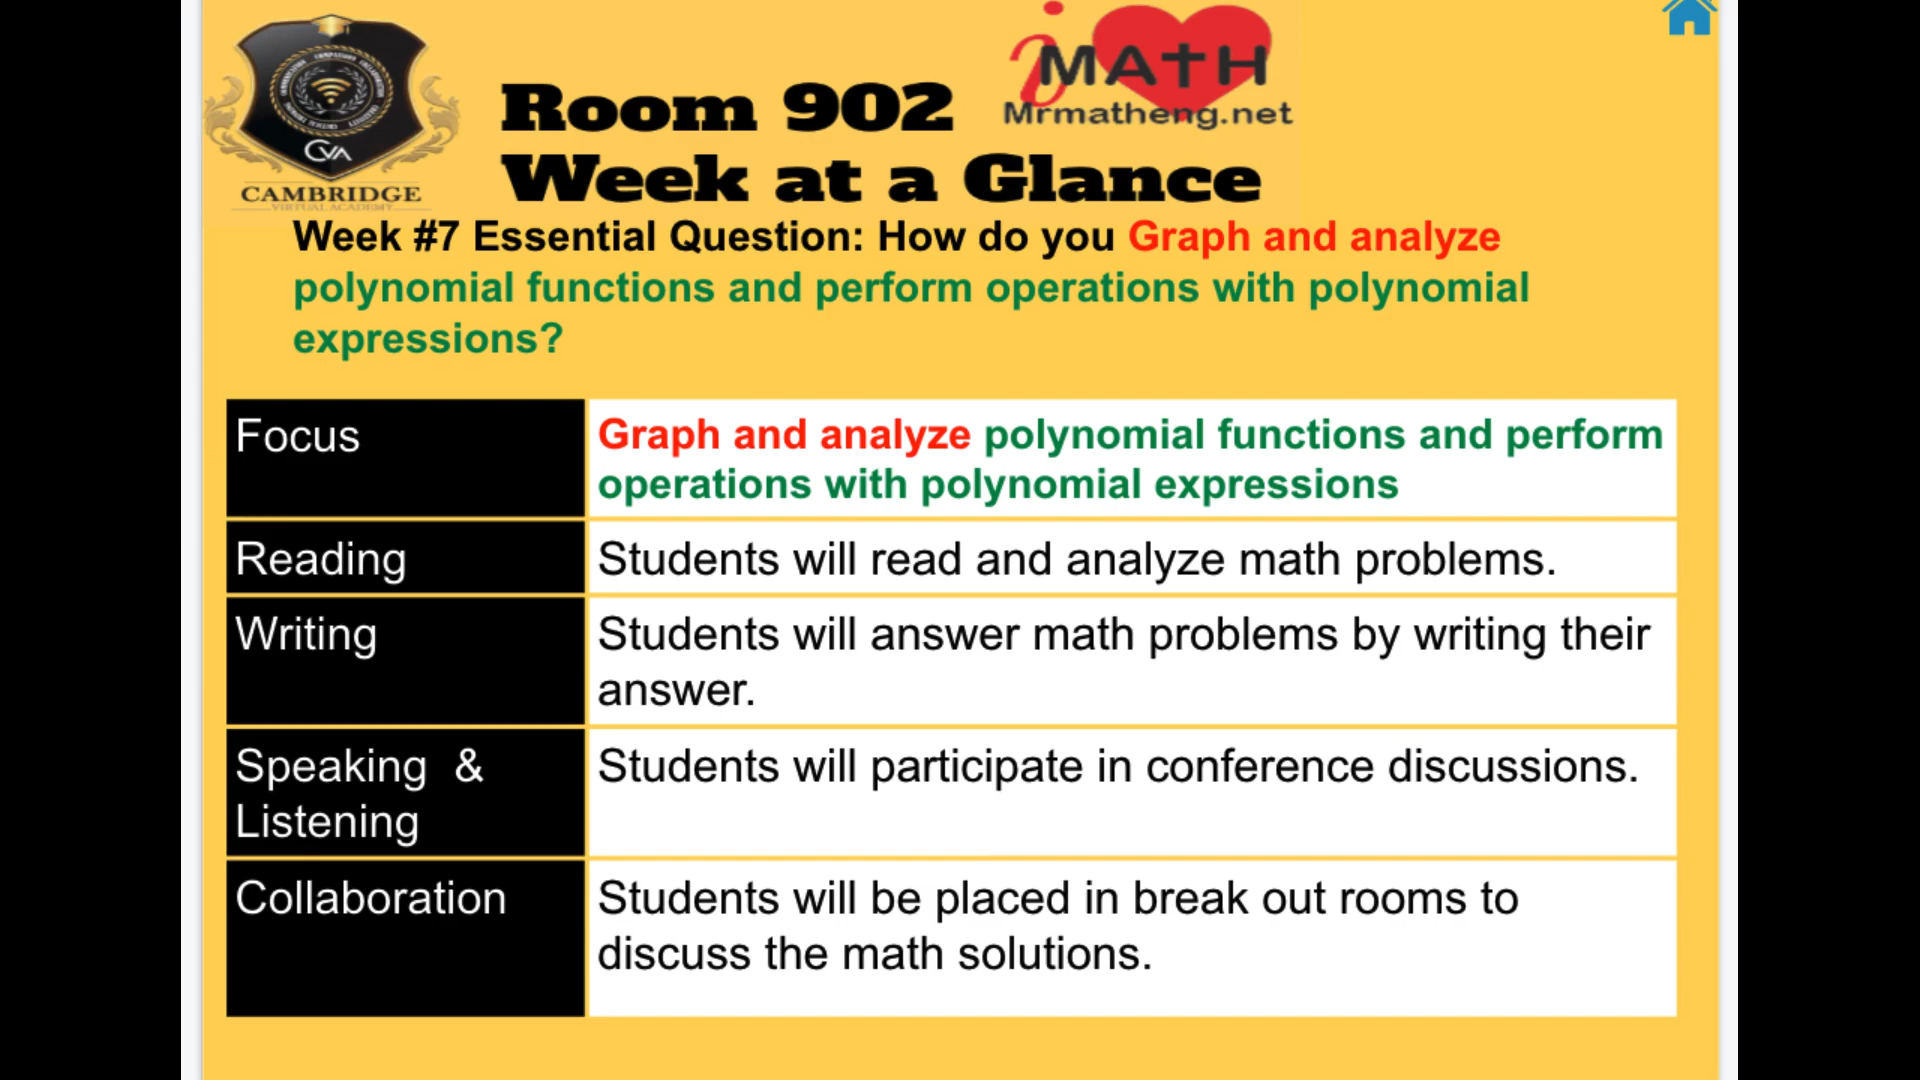 CVA
CAMBRIDGE
VIRTUAL ACADEMY
Room 902
Week at a Glance
i MATH
Mrmatheng.net
Week #7 Essential Question: How do you Graph and analyze
polynomial functions and perform operations with polynomial
expressions?
Focus
Graph and analyze polynomial functions and perform
operations with polynomial expressions
Reading
Students will read and analyze math problems.
Writing
Students will answer math problems by writing their
answer.
Speaking & 
Listening
Students will participate in conference discussions.
Collaboration
Students will be placed in break out rooms to
discuss the math solutions.